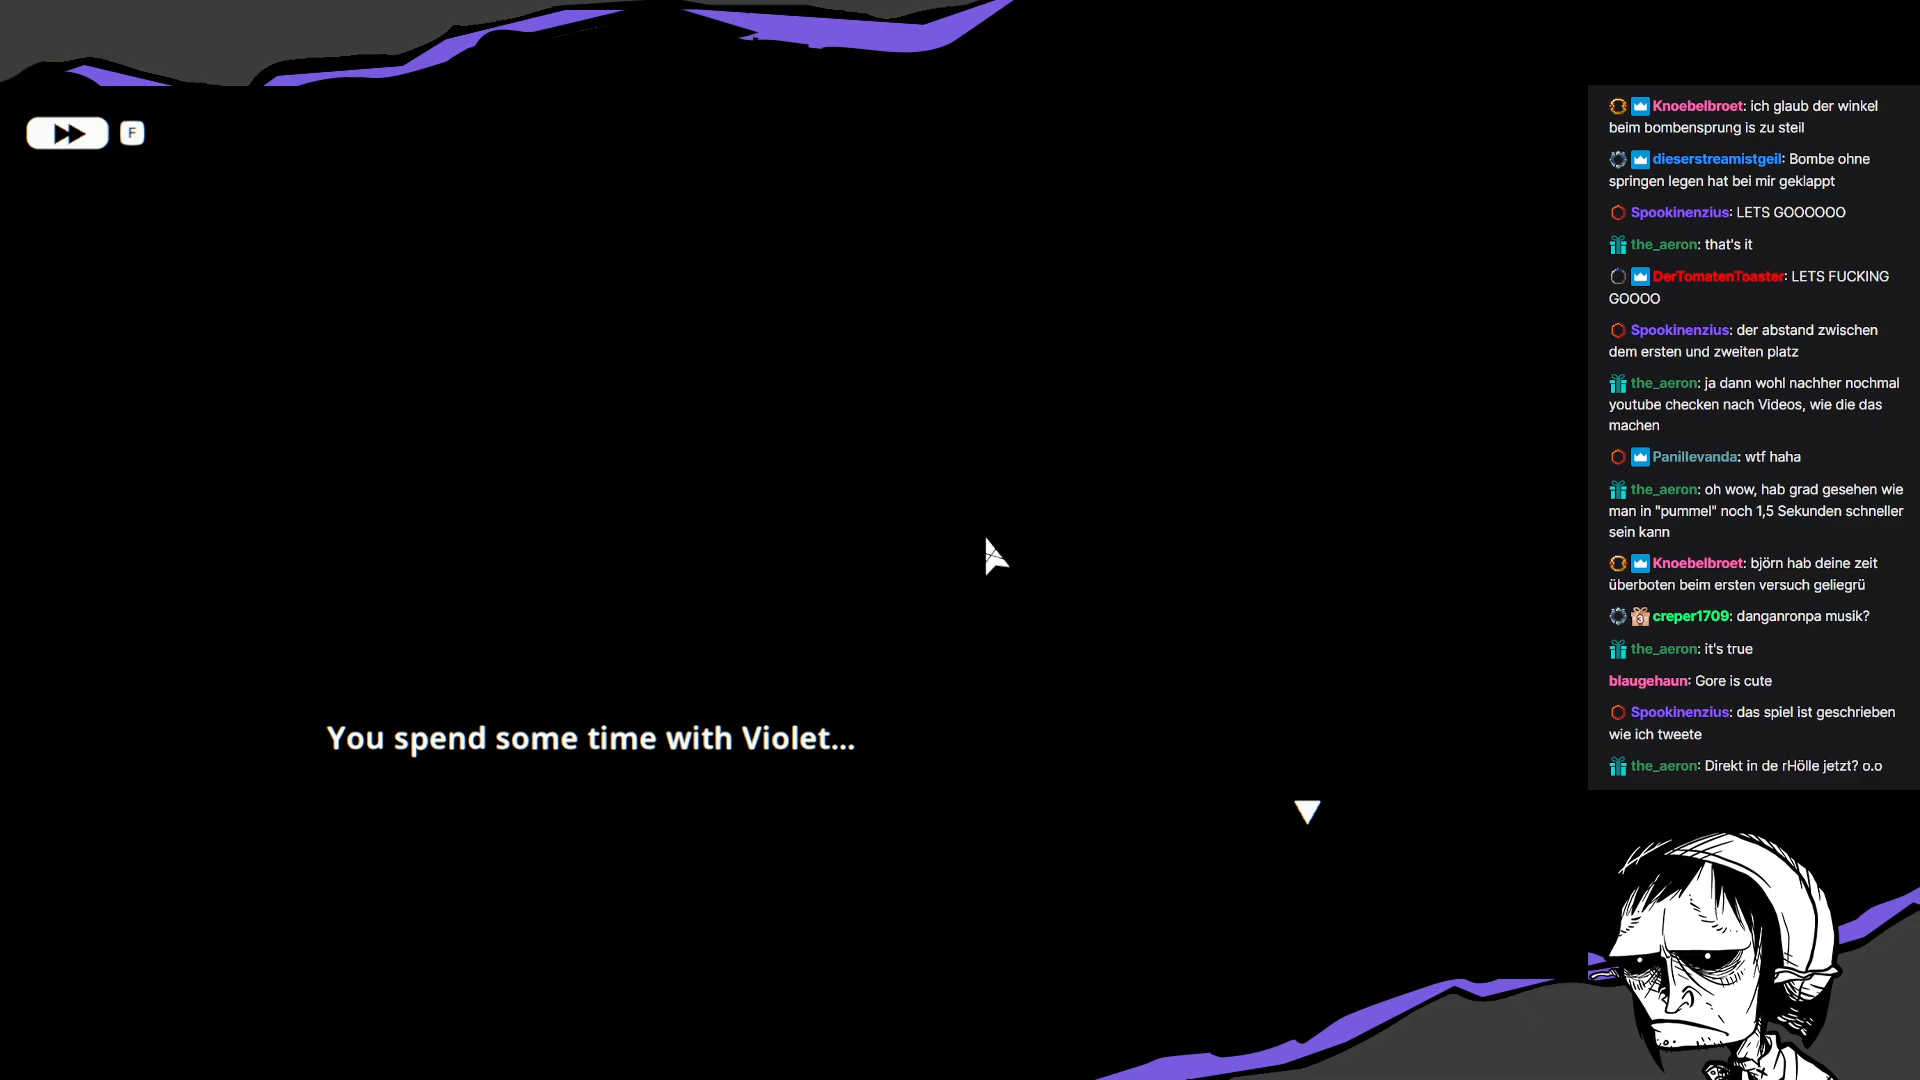 F
You spend some time with Violet...
Knoebelbroet: ich glaub der winkel
beim bombensprung is zu steil
dieserstreamistgeil: Bombe ohne
springen legen hat bei mir geklappt
Spookinenzius: LETS GOOOOOO
the_aeron: that's it
DerTomatenToaster: LETS FUCKING
GOOOO
Spookinenzius: der abstand zwischen
dem ersten und zweiten platz
the_aeron: ja dann wohl nachher nochmal
youtube checken nach Videos, wie die das
machen
Panillevanda: wtf haha
the_aeron: oh wow, hab grad gesehen wie
man in "pummel" noch 1,5 Sekunden schneller
sein kann
Knoebelbroet: björn hab deine zeit
überboten beim ersten versuch geliegrü
3 creper1709: danganronpa musik?
the_aeron: it's true
blaugehaun: Gore is cute
Spookinenzius: das spiel ist geschrieben
wie ich tweete
the_aeron: Direkt in de rHölle jetzt? o.o